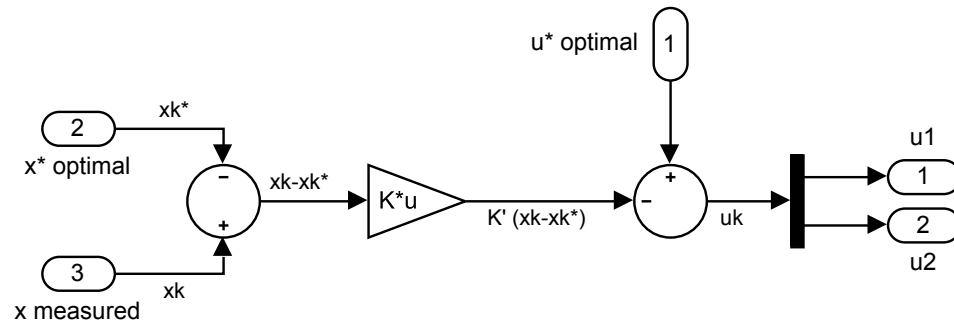 u* optimal
1
xk*
2
x* optimal
-
+
xk-xk*
K*u
K' (xk-xk*)
+
-
uk
u1
1
2
u2
3
xk
x measured